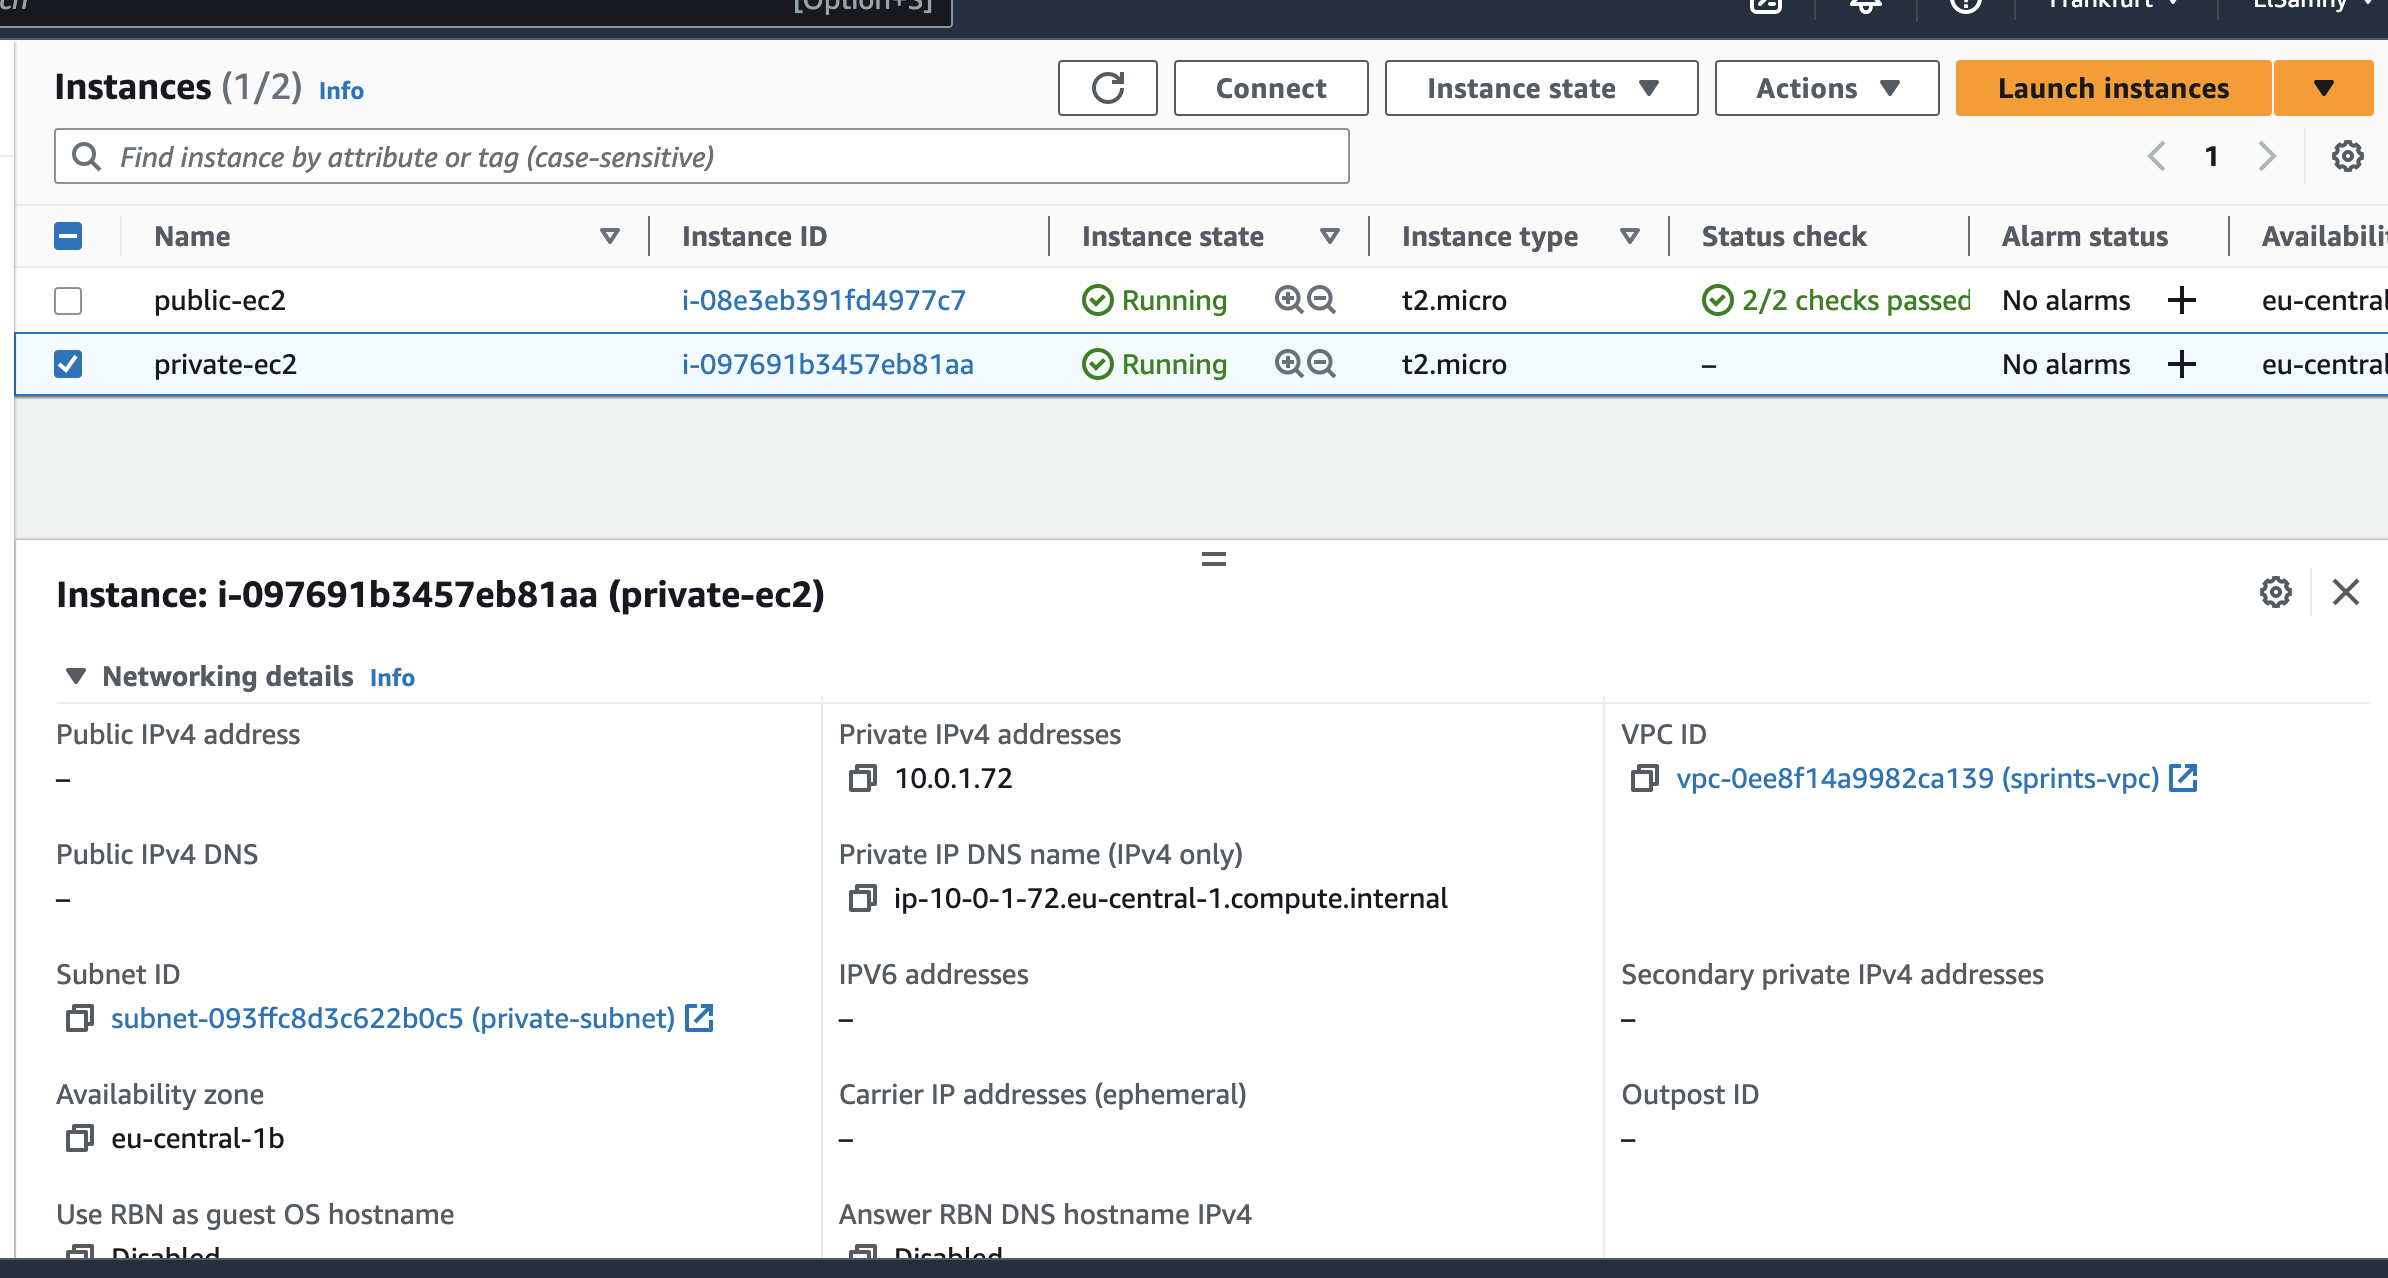 [Option+S]
Frankfurt
ElSamny
Instances (1/2) Info
Connect
Instance state
Actions
Launch instances
Find instance by attribute or tag (case-sensitive)
1
Name Instance ID Instance state Instance type Status check Alarm status Availabilit
public-ec2 i-08e3eb391fd4977c7 Running t2.micro 2/2 checks passed No alarms + eu-central
private-ec2 i-097691b3457eb81aa Running t2.micro – No alarms + eu-central
Instance: i-097691b3457eb81aa (private-ec2)
Networking details Info
Public IPv4 address
–
Private IPv4 addresses
10.0.1.72
VPC ID
vpc-0ee8f14a9982ca139 (sprints-vpc)
Public IPv4 DNS
–
Private IP DNS name (IPv4 only)
ip-10-0-1-72.eu-central-1.compute.internal
Subnet ID
subnet-093ffc8d3c622b0c5 (private-subnet)
IPV6 addresses
–
Secondary private IPv4 addresses
–
Availability zone
eu-central-1b
Carrier IP addresses (ephemeral)
–
Outpost ID
–
Use RBN as guest OS hostname
Disabled
Answer RBN DNS hostname IPv4
Disabled